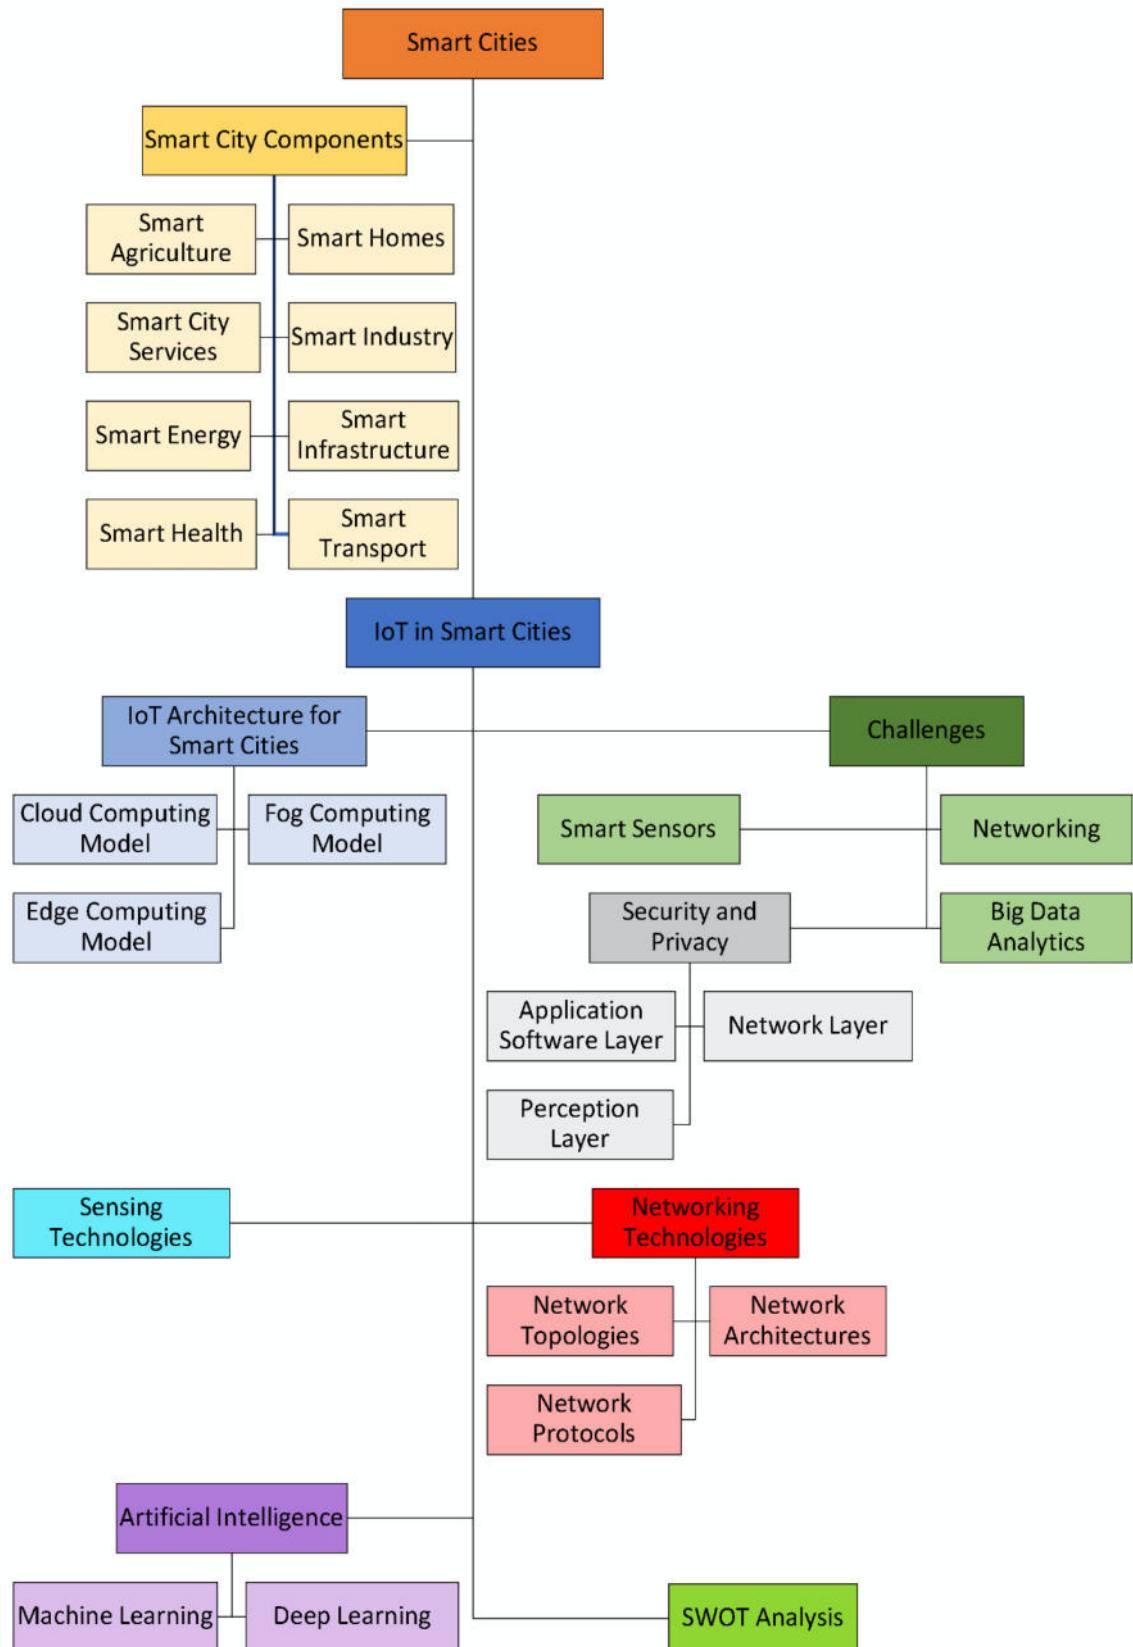 Smart Cities
Smart City Components
Smart
Agriculture
Smart Homes
Smart City
Services
Smart Industry
Smart Energy
Smart
Infrastructure
Smart Health
Smart
Transport
IoT in Smart Cities
IoT Architecture for
Smart Cities
Challenges
Cloud Computing
Model
Fog Computing
Model
Smart Sensors
Networking
Edge Computing
Model
Security and
Privacy
Big Data
Analytics
Application
Software Layer
Network Layer
Perception
Layer
Sensing
Technologies
Networking
Technologies
Network
Topologies
Network
Architectures
Network
Protocols
Artificial Intelligence
Machine Learning
Deep Learning
SWOT Analysis